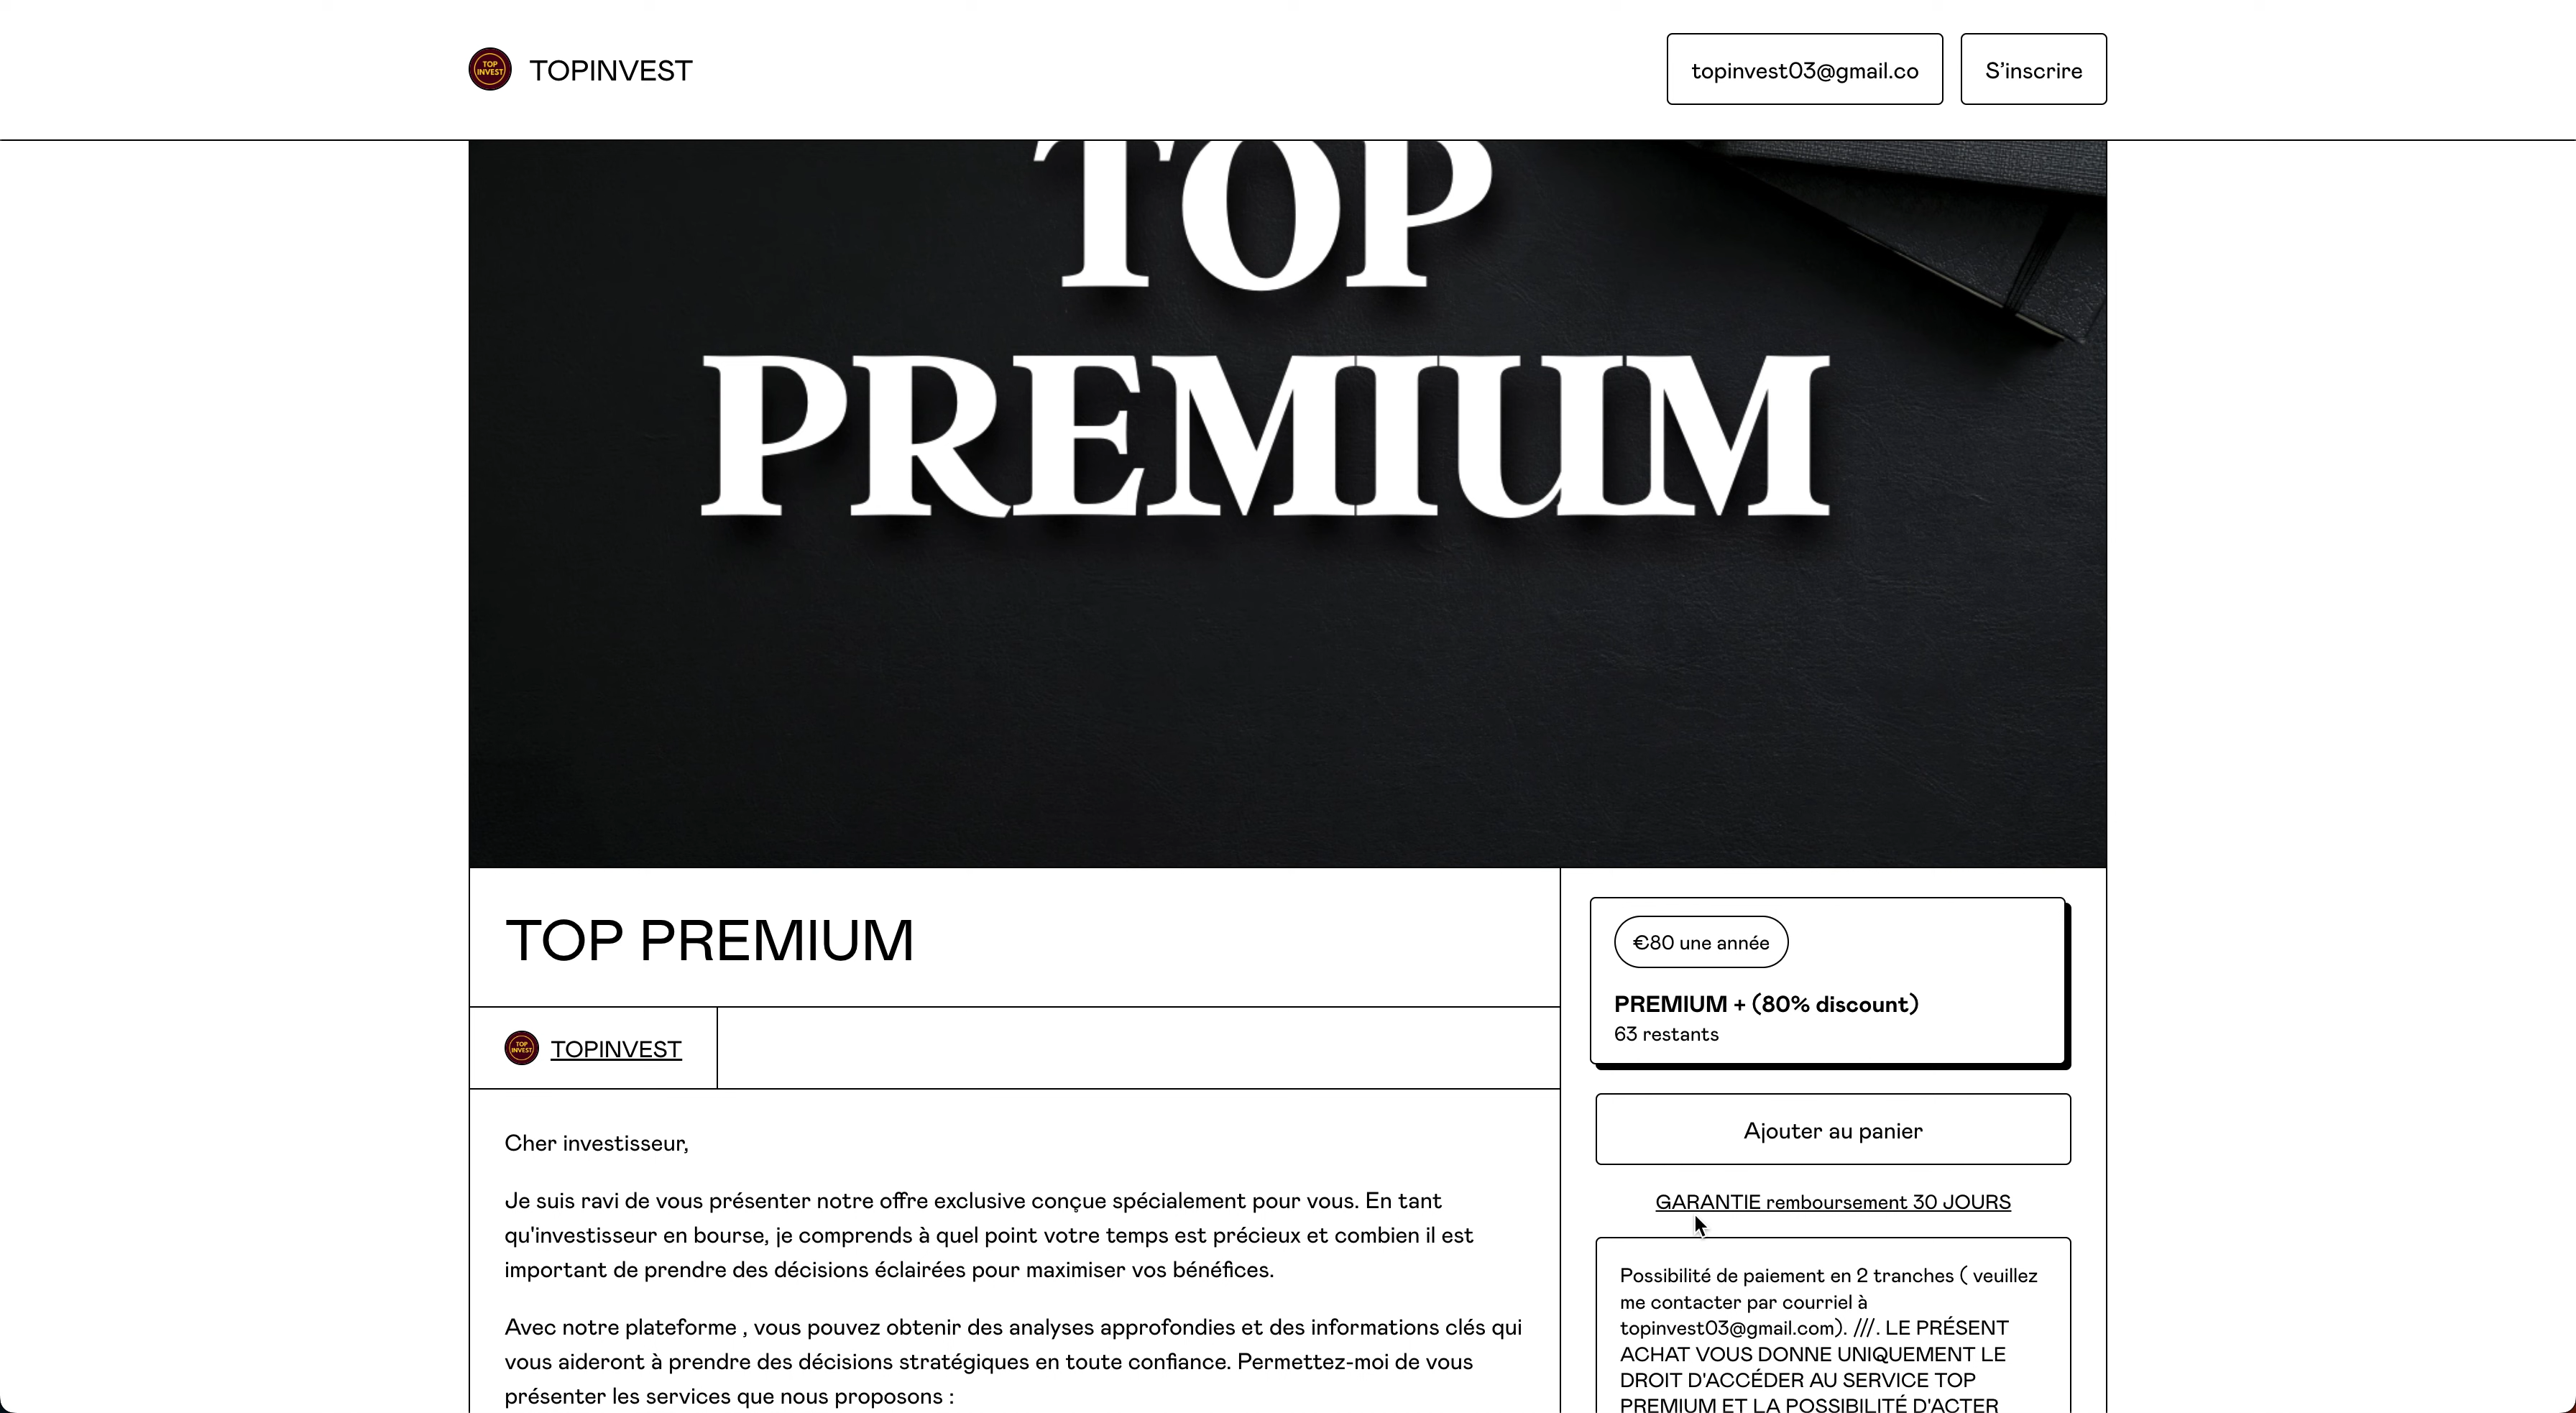 TOP INVEST
TOPINVEST
topinvest03@gmail.co
S'inscrire
TOP
PREMIUM
TOP PREMIUM
TOP INVEST
TOPINVEST
Cher investisseur,
Je suis ravi de vous présenter notre offre exclusive conçue spécialement pour vous. En tant
qu'investisseur en bourse, je comprends à quel point votre temps est précieux et combien il est
important de prendre des décisions éclairées pour maximiser vos bénéfices.
Avec notre plateforme , vous pouvez obtenir des analyses approfondies et des informations clés qui
vous aideront à prendre des décisions stratégiques en toute confiance. Permettez-moi de vous
présenter les services que nous proposons :
€80 une année
PREMIUM + (80% discount)
63 restants
Ajouter au panier
GARANTIE remboursement 30 JOURS
Possibilité de paiement en 2 tranches ( veuillez
me contacter par courriel à
topinvest03@gmail.com). ///. LE PRÉSENT
ACHAT VOUS DONNE UNIQUEMENT LE
DROIT D'ACCÉDER AU SERVICE TOP
PREMIUM ET LA POSSIBILITÉ D'ACTER